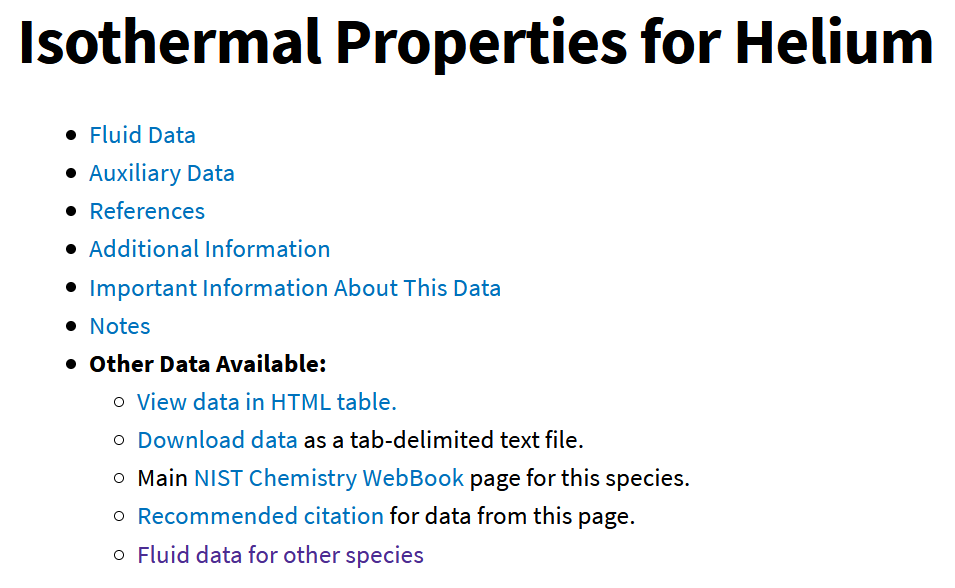 Isothermal Properties for Helium
Fluid Data
Auxiliary Data
References
Additional Information
Important Information About This Data
Notes
Other Data Available:
View data in HTML table.
Download data as a tab-delimited text file.
Main NIST Chemistry WebBook page for this species.
Recommended citation for data from this page.
Fluid data for other species